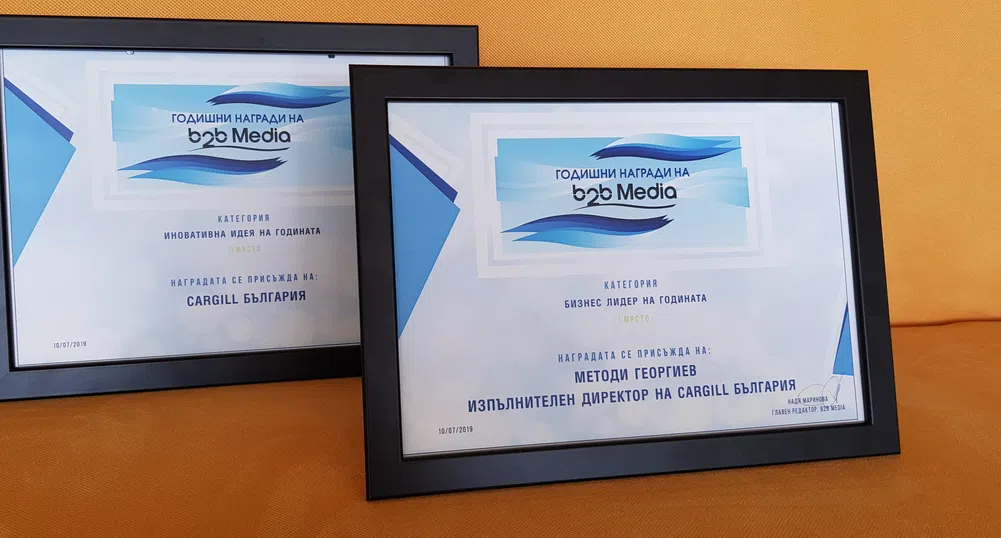 ГОДИШНИ НАГРАДИ НА
b2b Media
КАТЕГОРИЯ
ИНОВАТИВНА ИДЕЯ НА ГОДИНАТА
II МЯСТО
НАГРАДАТА СЕ ПРИСЪЖДА НА:
CARGILL БЪЛГАРИЯ
10/07/2019
ГОДИШНИ НАГРАДИ НА
b2b Media
КАТЕГОРИЯ
БИЗНЕС ЛИДЕР НА ГОДИНАТА
I МЯСТО
НАГРАДАТА СЕ ПРИСЪЖДА НА:
МЕТОДИ ГЕОРГИЕВ
ИЗПЪЛНИТЕЛЕН ДИРЕКТОР НА CARGILL БЪЛГАРИЯ
НАДЯ МАРИНОВА
ГЛАВЕН РЕДАКТОР, B2B MEDIA
10/07/2019